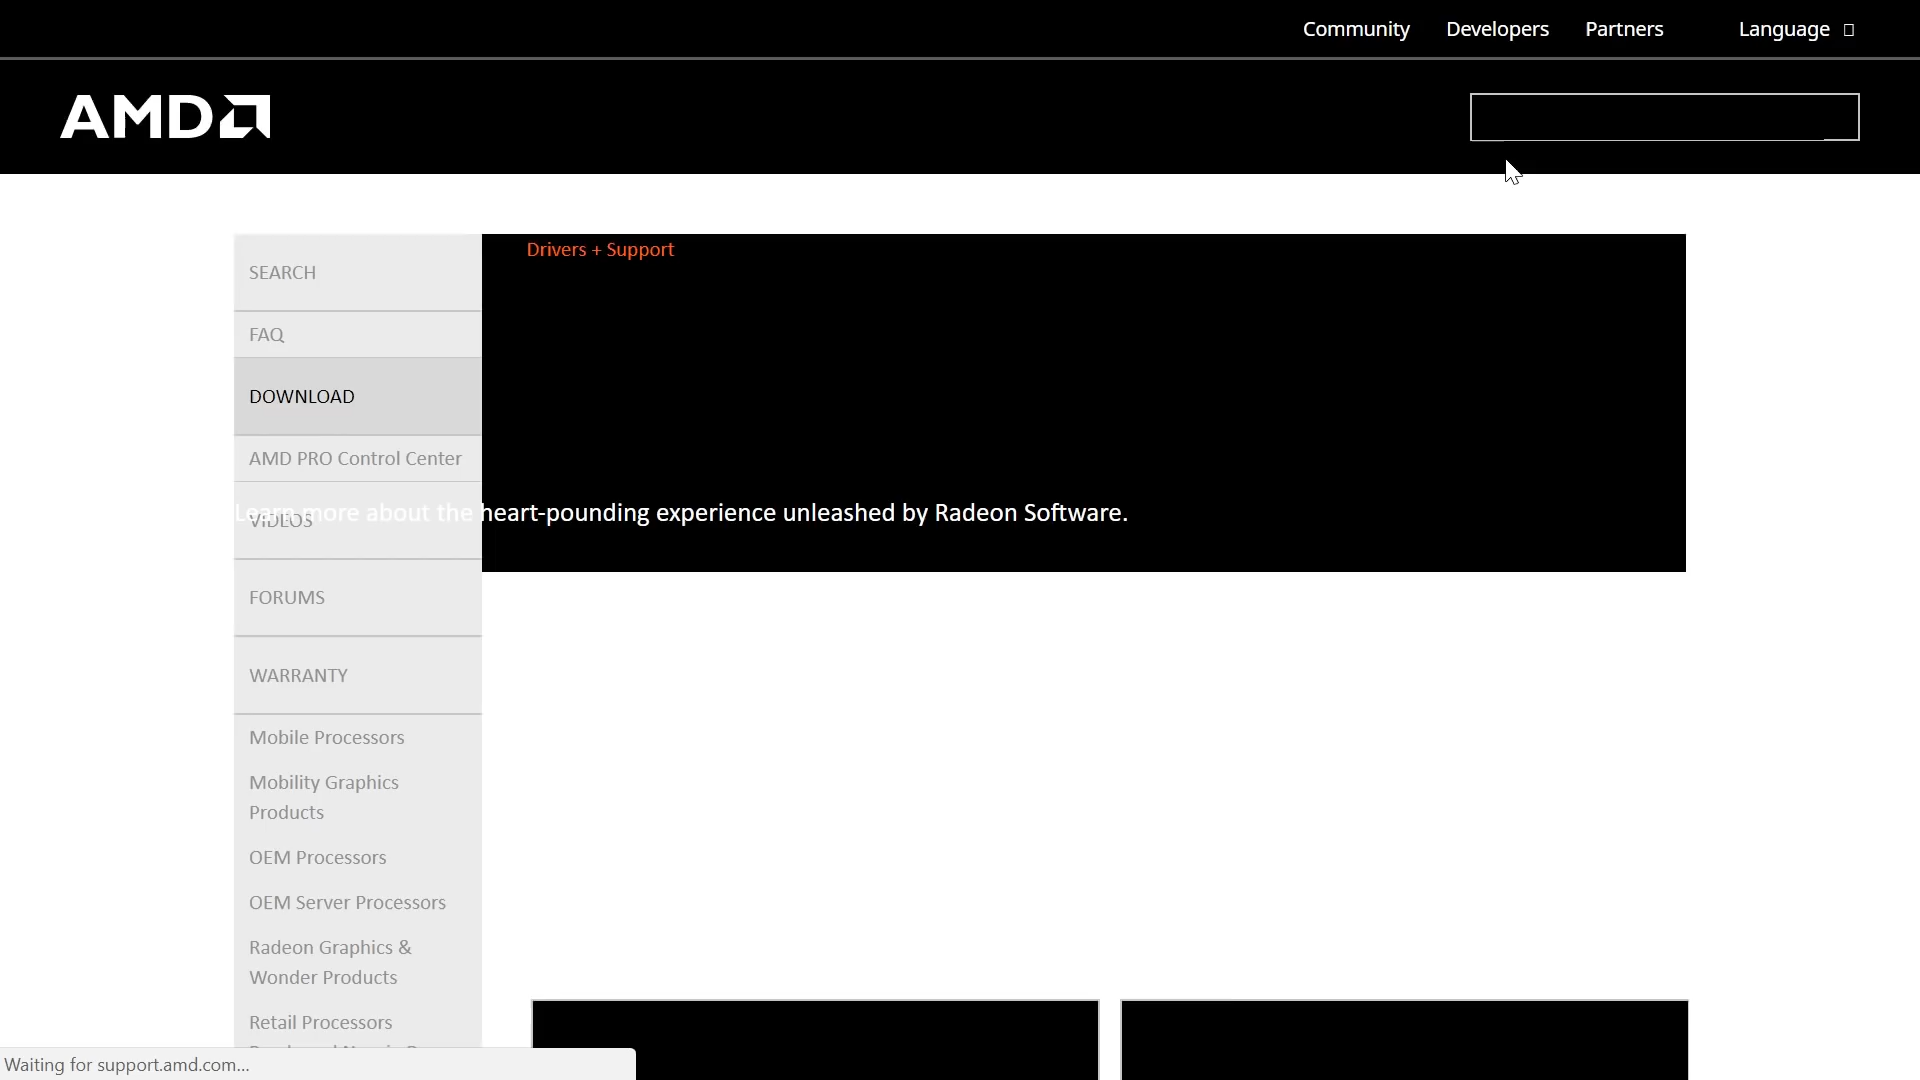 Community Developers Partners Language
AMD
SEARCH
FAQ
DOWNLOAD
AMD PRO Control Center
VIDEOS
FORUMS
WARRANTY
Mobile Processors
Mobility Graphics
Products
OEM Processors
OEM Server Processors
Radeon Graphics &
Wonder Products
Retail Processors
Drivers + Support
Learn more about the heart-pounding experience unleashed by Radeon Software.
Waiting for support.amd.com...